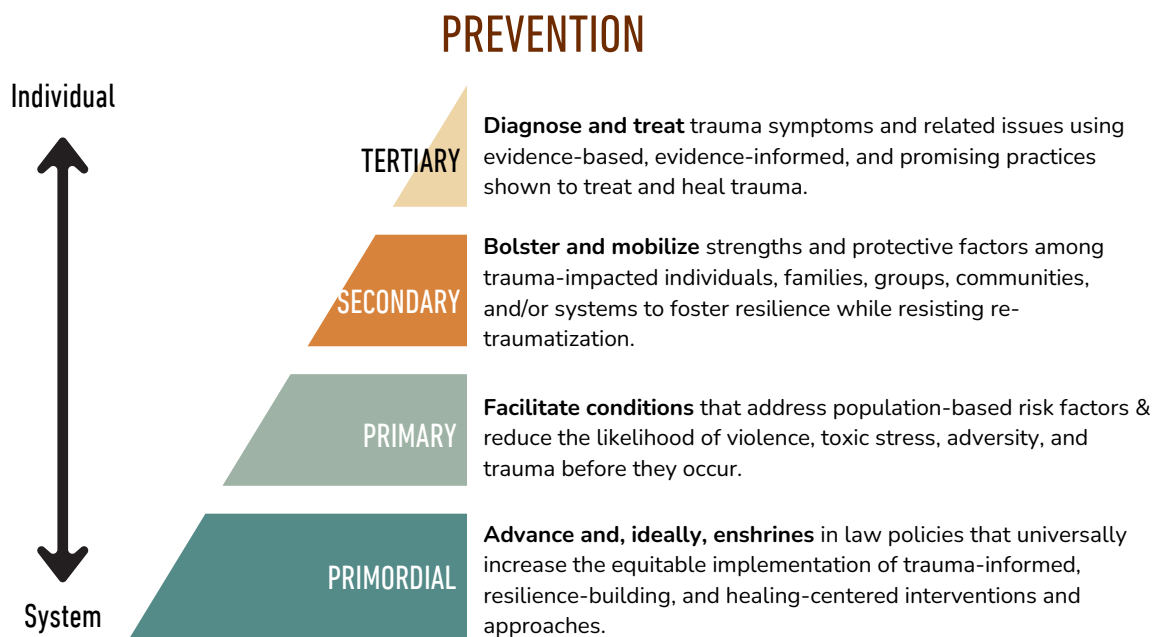 PREVENTION
Individual
TERTIARY
Diagnose and treat trauma symptoms and related issues using
evidence-based, evidence-informed, and promising practices
shown to treat and heal trauma.
SECONDARY
Bolster and mobilize strengths and protective factors among
trauma-impacted individuals, families, groups, communities,
and/or systems to foster resilience while resisting re-
traumatization.
PRIMARY
Facilitate conditions that address population-based risk factors &
reduce the likelihood of violence, toxic stress, adversity, and
trauma before they occur.
PRIMORDIAL
Advance and, ideally, enshrines in law policies that universally
increase the equitable implementation of trauma-informed,
resilience-building, and healing-centered interventions and
approaches.
System